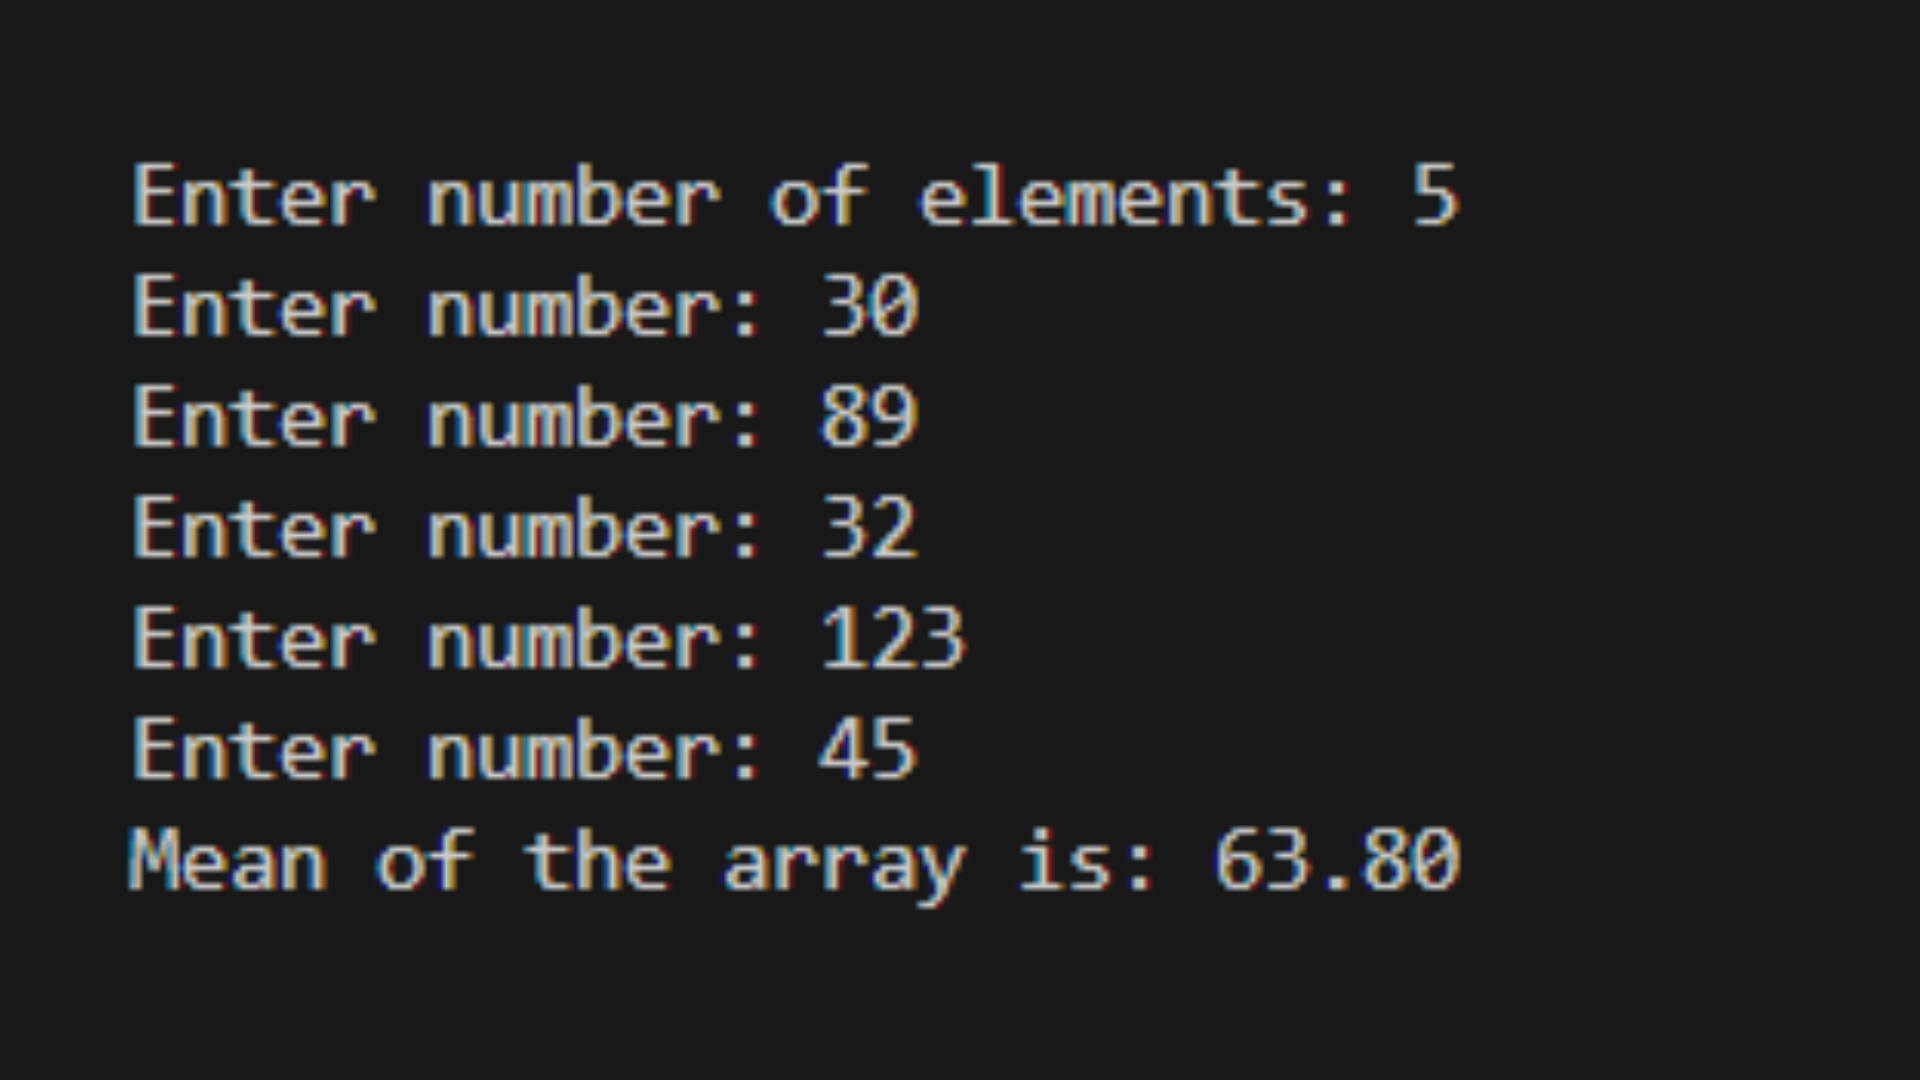 Enter number of elements: 5
Enter number: 30
Enter number: 89
Enter number: 32
Enter number: 123
Enter number: 45
Mean of the array is: 63.80